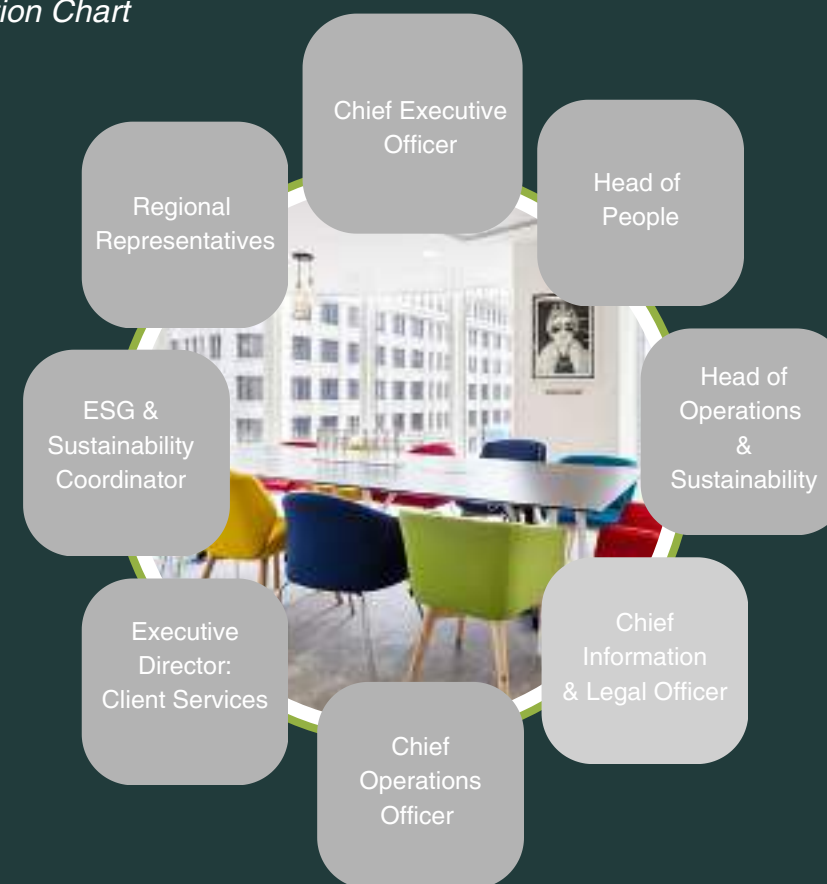 Chart
Chief Executive
Officer
Head of
People
Head of
Operations
&
Sustainability
Chief
Information
& Legal Officer
Chief
Operations
Officer
Executive
Director:
Client Services
ESG &
Sustainability
Coordinator
Regional
Representatives